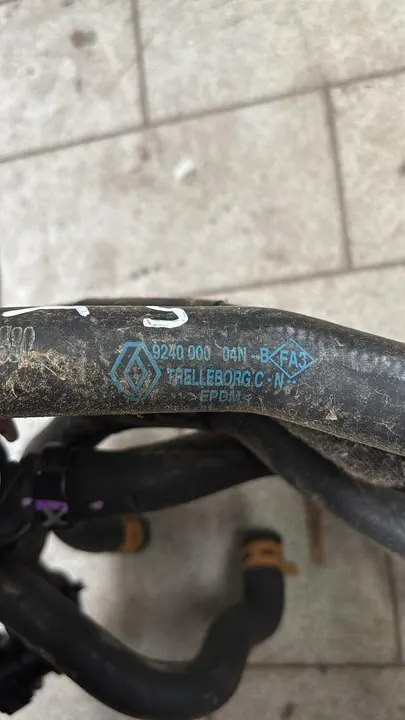 9240 000 04N -B FA3
TRELLEBORG C N
>EPDM<